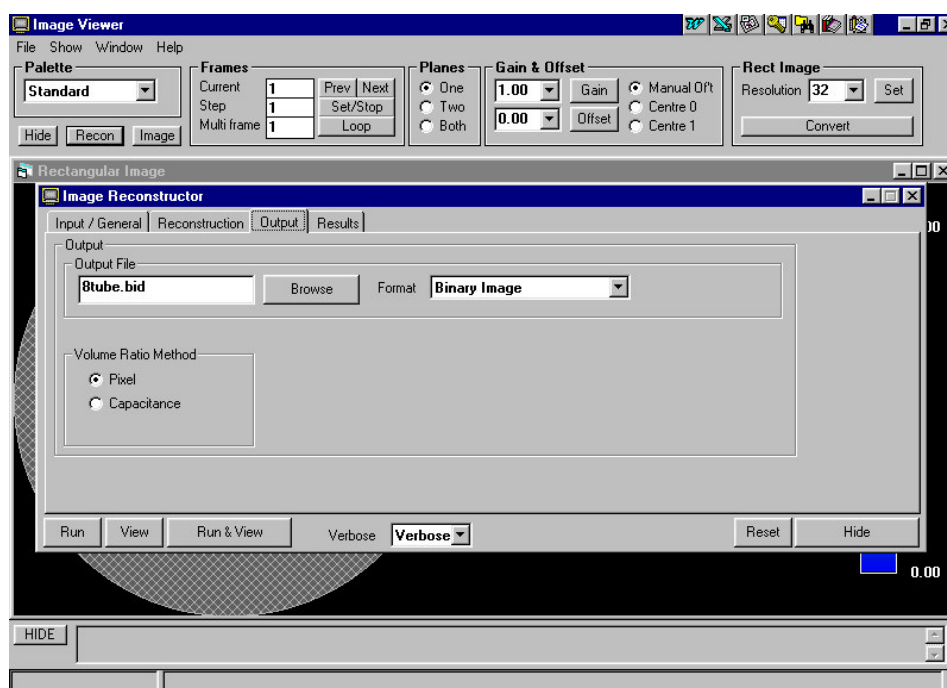 Image Viewer
File Show Window Help
Palette
Standard
Hide Recon Image
Frames
Current 1 Prev Next
Step 1 Set/Stop
Multi frame 1 Loop
Planes
One
Two
Both
Gain & Offset
1.00 Gain
0.00 Offset
Manual Of't
Centre 0
Centre 1
Rect Image
Resolution 32 Set
Convert
Rectangular Image
Image Reconstructor
Input / General Reconstruction Output Results
Output
Output File
8tube.bid Browse Format Binary Image
Volume Ratio Method
Pixel
Capacitance
Run View Run & View Verbose Verbose Reset Hide
0.00
HIDE